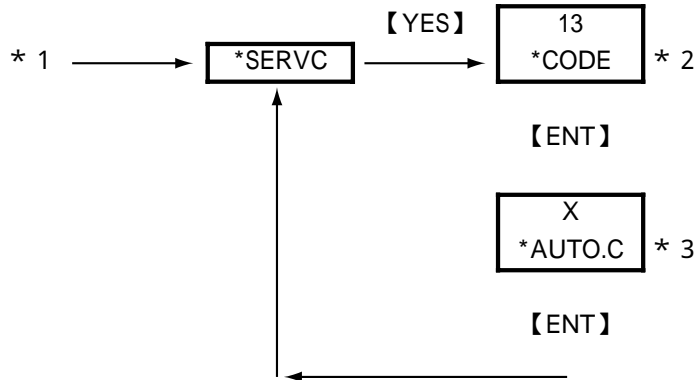 【YES】
* 1 *SERVC 13
*CODE * 2
【ENT】
X
*AUTO.C * 3
【ENT】